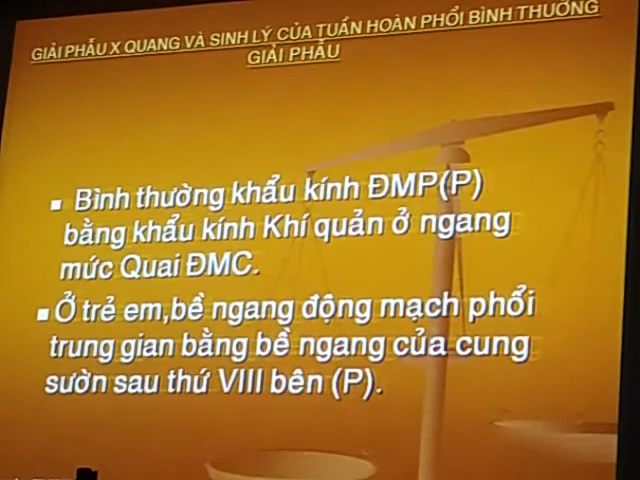 GIẢI PHẪU X QUANG VÀ SINH LÝ CỦA TUẦN HOÀN PHỔI BÌNH THƯỜNG
GIẢI PHẪU
Bình thường khẩu kính ĐMP(P)
bằng khẩu kính Khí quản ở ngang
mức Quai ĐMC.
Ở trẻ em,bề ngang động mạch phổi
trung gian bằng bề ngang của cung
sườn sau thứ VIII bên (P).